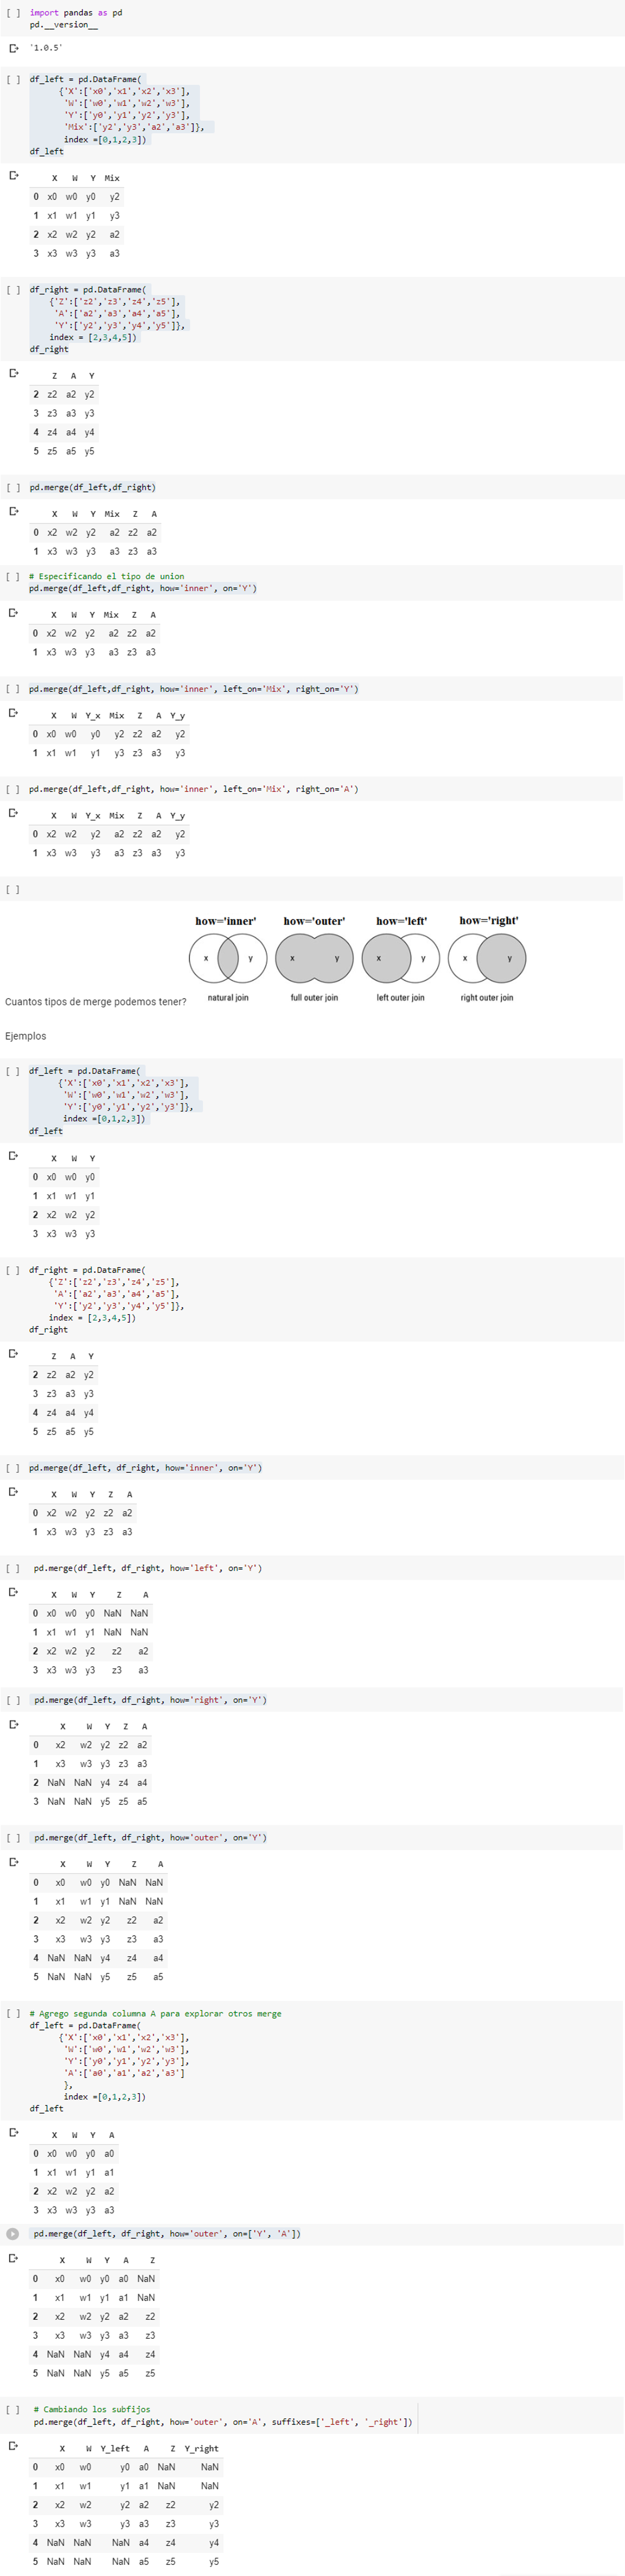 [ ] import pandas as pd
pd.__version__
'1.0.5'
[ ] df_left = pd.DataFrame(
{'X':['x0','x1','x2','x3'],
'W':['w0','w1','w2','w3'],
'Y':['y0','y1','y2','y3'],
'Mix':['y2','y3','a2','a3']},
index =[0,1,2,3])
df_left
X W Y Mix
0 x0 w0 y0 y2
1 x1 w1 y1 y3
2 x2 w2 y2 a2
3 x3 w3 y3 a3
[ ] df_right = pd.DataFrame(
{'Z':['z2','z3','z4','z5'],
'A':['a2','a3','a4','a5'],
'Y':['y2','y3','y4','y5']},
index = [2,3,4,5])
df_right
Z A Y
2 z2 a2 y2
3 z3 a3 y3
4 z4 a4 y4
5 z5 a5 y5
[ ] pd.merge(df_left,df_right)
X W Y Mix Z A
0 x2 w2 y2 a2 z2 a2
1 x3 w3 y3 a3 z3 a3
[ ] # Especificando el tipo de union
pd.merge(df_left,df_right, how='inner', on='Y')
X W Y Mix Z A
0 x2 w2 y2 a2 z2 a2
1 x3 w3 y3 a3 z3 a3
[ ] pd.merge(df_left,df_right, how='inner', left_on='Mix', right_on='Y')
X W Y_x Mix Z A Y_y
0 x0 w0 y0 y2 z2 a2 y2
1 x1 w1 y1 y3 z3 a3 y3
[ ] pd.merge(df_left,df_right, how='inner', left_on='Mix', right_on='A')
X W Y_x Mix Z A Y_y
0 x2 w2 y2 a2 z2 a2 y2
1 x3 w3 y3 a3 z3 a3 y3
[ ]
how='inner' how='outer' how='left' how='right'
x y x y x y x y
natural join full outer join left outer join right outer join
Cuantos tipos de merge podemos tener?
Ejemplos
[ ] df_left = pd.DataFrame(
{'X':['x0','x1','x2','x3'],
'W':['w0','w1','w2','w3'],
'Y':['y0','y1','y2','y3']},
index =[0,1,2,3])
df_left
X W Y
0 x0 w0 y0
1 x1 w1 y1
2 x2 w2 y2
3 x3 w3 y3
[ ] df_right = pd.DataFrame(
{'Z':['z2','z3','z4','z5'],
'A':['a2','a3','a4','a5'],
'Y':['y2','y3','y4','y5']},
index = [2,3,4,5])
df_right
Z A Y
2 z2 a2 y2
3 z3 a3 y3
4 z4 a4 y4
5 z5 a5 y5
[ ] pd.merge(df_left, df_right, how='inner', on='Y')
X W Y Z A
0 x2 w2 y2 z2 a2
1 x3 w3 y3 z3 a3
[ ] pd.merge(df_left, df_right, how='left', on='Y')
X W Y Z A
0 x0 w0 y0 NaN NaN
1 x1 w1 y1 NaN NaN
2 x2 w2 y2 z2 a2
3 x3 w3 y3 z3 a3
[ ] pd.merge(df_left, df_right, how='right', on='Y')
X W Y Z A
0 x2 w2 y2 z2 a2
1 x3 w3 y3 z3 a3
2 NaN NaN y4 z4 a4
3 NaN NaN y5 z5 a5
[ ] pd.merge(df_left, df_right, how='outer', on='Y')
X W Y Z A
0 x0 w0 y0 NaN NaN
1 x1 w1 y1 NaN NaN
2 x2 w2 y2 z2 a2
3 x3 w3 y3 z3 a3
4 NaN NaN y4 z4 a4
5 NaN NaN y5 z5 a5
[ ] # Agrego segunda columna A para explorar otros merge
df_left = pd.DataFrame(
{'X':['x0','x1','x2','x3'],
'W':['w0','w1','w2','w3'],
'Y':['y0','y1','y2','y3'],
'A':['a0','a1','a2','a3']
},
index =[0,1,2,3])
df_left
X W Y A
0 x0 w0 y0 a0
1 x1 w1 y1 a1
2 x2 w2 y2 a2
3 x3 w3 y3 a3
pd.merge(df_left, df_right, how='outer', on=['Y', 'A'])
X W Y A Z
0 x0 w0 y0 a0 NaN
1 x1 w1 y1 a1 NaN
2 x2 w2 y2 a2 z2
3 x3 w3 y3 a3 z3
4 NaN NaN y4 a4 z4
5 NaN NaN y5 a5 z5
[ ] # Cambiando los subfijos
pd.merge(df_left, df_right, how='outer', on='A', suffixes=['_left', '_right'])
X W Y_left A Z Y_right
0 x0 w0 y0 a0 NaN NaN
1 x1 w1 y1 a1 NaN NaN
2 x2 w2 y2 a2 z2 y2
3 x3 w3 y3 a3 z3 y3
4 NaN NaN NaN a4 z4 y4
5 NaN NaN NaN a5 z5 y5